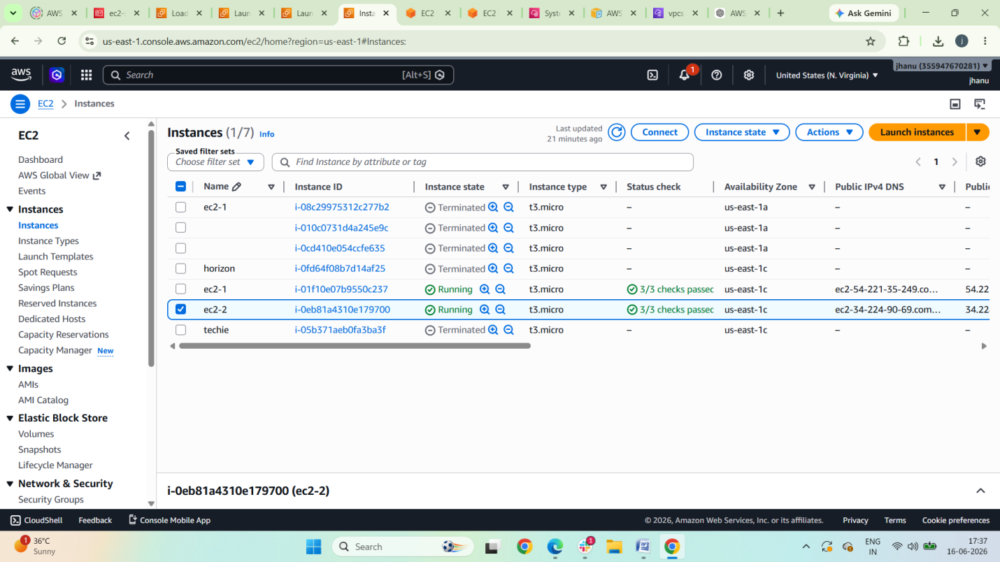 AWS
ec2-
Load
Laun
Laun
Insta
EC2
EC2
Syste
AWS
vpcs
AWS
Ask Gemini
us-east-1.console.aws.amazon.com/ec2/home?region=us-east-1#Instances:
j
aws
Search
[Alt+S]
1
United States (N. Virginia)
jhanu (355947670281)
jhanu
EC2
Instances
EC2
Dashboard
AWS Global View
Events
Instances
Instances
Instance Types
Launch Templates
Spot Requests
Savings Plans
Reserved Instances
Dedicated Hosts
Capacity Reservations
Capacity Manager New
Images
AMIs
AMI Catalog
Elastic Block Store
Volumes
Snapshots
Lifecycle Manager
Network & Security
Security Groups
Instances (1/7) Info
Last updated
21 minutes ago
Connect
Instance state
Actions
Launch instances
Saved filter sets
Choose filter set
Find Instance by attribute or tag
1
Name Instance ID Instance state Instance type Status check Availability Zone Public IPv4 DNS Public
ec2-1 i-08c29975312c277b2 Terminated t3.micro – us-east-1a – –
i-010c0731d4a245e9c Terminated t3.micro – us-east-1a – –
i-0cd410e054ccfe635 Terminated t3.micro – us-east-1a – –
horizon i-0fd64f08b7d14af25 Terminated t3.micro – us-east-1c – –
ec2-1 i-01f10e07b9550c237 Running t3.micro 3/3 checks passec us-east-1c ec2-54-221-35-249.co... 54.22
ec2-2 i-0eb81a4310e179700 Running t3.micro 3/3 checks passec us-east-1c ec2-34-224-90-69.com... 34.22
techie i-05b371aeb0fa3ba3f Terminated t3.micro – us-east-1c – –
i-0eb81a4310e179700 (ec2-2)
CloudShell
Feedback
Console Mobile App
© 2026, Amazon Web Services, Inc. or its affiliates.
Privacy
Terms
Cookie preferences
1
36°C
Sunny
Search
1
ENG
IN
17:37
16-06-2026